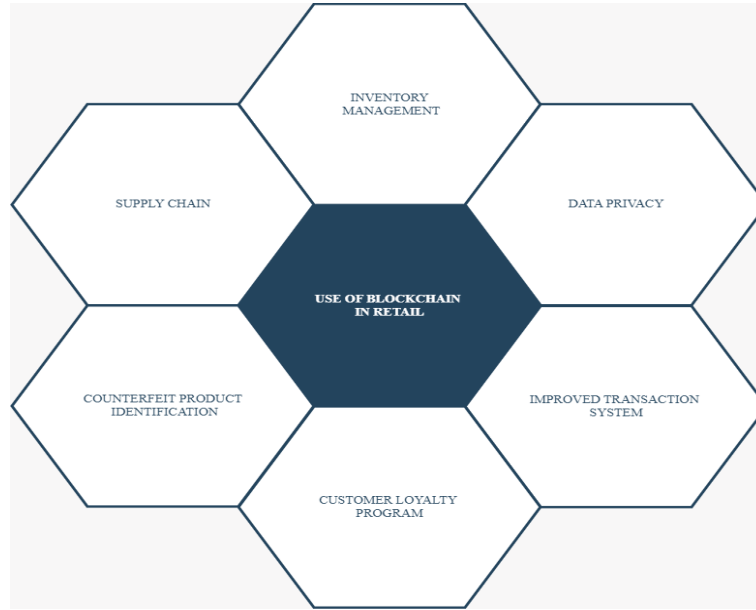 INVENTORY
MANAGEMENT
SUPPLY CHAIN
DATA PRIVACY
USE OF BLOCKCHAIN
IN RETAIL
COUNTERFEIT PRODUCT
IDENTIFICATION
IMPROVED TRANSACTION
SYSTEM
CUSTOMER LOYALTY
PROGRAM